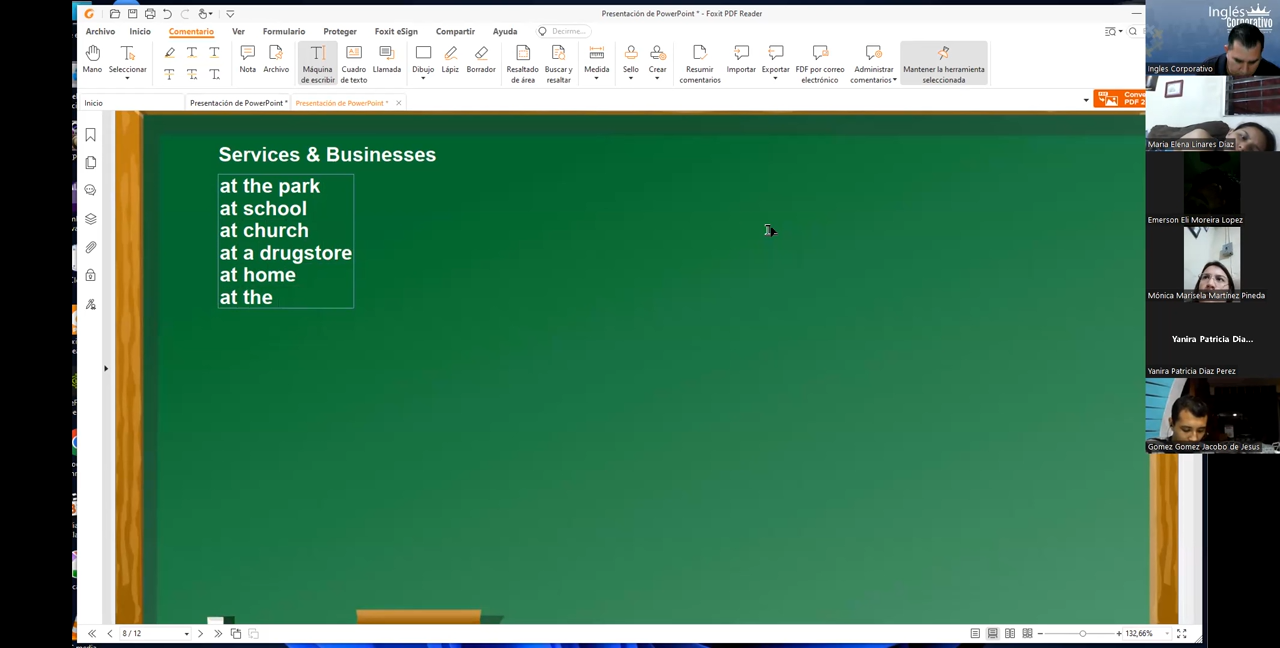 Presentación de PowerPoint * - Foxit PDF Reader
Archivo Inicio Comentario Ver Formulario Proteger Foxit eSign Compartir Ayuda Decirme...
Mano
Seleccionar
Nota
Archivo
Máquina de escribir
Cuadro de texto
Llamada
Dibujo
Lápiz
Borrador
Resaltado de área
Buscar y resaltar
Medida
Sello
Crear
Resumir comentarios
Importar
Exportar
FDF por correo electrónico
Administrar comentarios
Mantener la herramienta seleccionada
Inicio
Presentación de PowerPoint *
Presentación de PowerPoint *
Services & Businesses
at the park
at school
at church
at a drugstore
at home
at the
8 / 12
132,66%
Inglés
Corporativo
Ingles Corporativo
Maria Elena Linares Diaz
Emerson Eli Moreira Lopez
Mónica Marisela Martínez Pineda
Yanira Patricia Dia...
Yanira Patricia Diaz Perez
Gomez Gomez Jacobo de Jesus